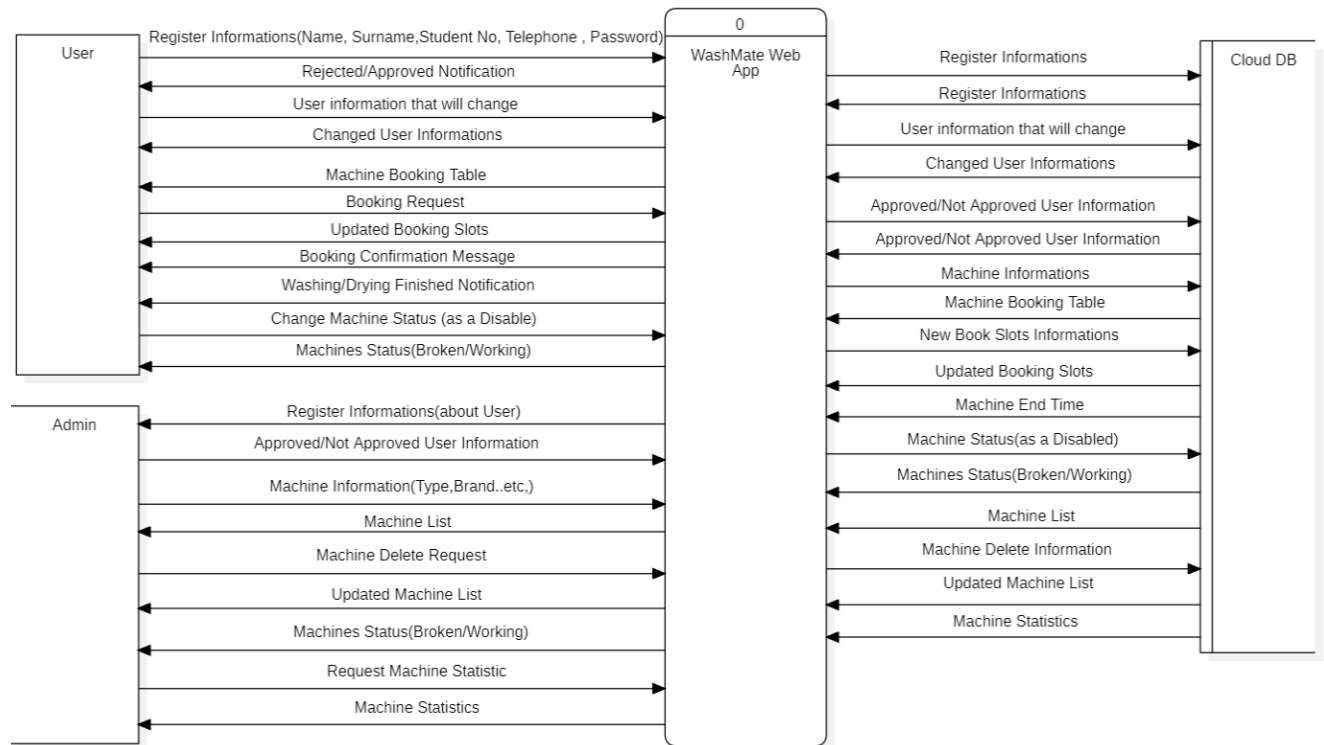 0
User
WashMate Web
App
Cloud DB
Register Informations(Name, Surname,Student No, Telephone , Password)
Rejected/Approved Notification
User information that will change
Changed User Informations
Machine Booking Table
Booking Request
Updated Booking Slots
Booking Confirmation Message
Washing/Drying Finished Notification
Change Machine Status (as a Disable)
Machines Status(Broken/Working)
Admin
Register Informations(about User)
Approved/Not Approved User Information
Machine Information(Type,Brand..etc,)
Machine List
Machine Delete Request
Updated Machine List
Machines Status(Broken/Working)
Request Machine Statistic
Machine Statistics
Register Informations
Register Informations
User information that will change
Changed User Informations
Approved/Not Approved User Information
Approved/Not Approved User Information
Machine Informations
Machine Booking Table
New Book Slots Informations
Updated Booking Slots
Machine End Time
Machine Status(as a Disabled)
Machines Status(Broken/Working)
Machine List
Machine Delete Information
Updated Machine List
Machine Statistics